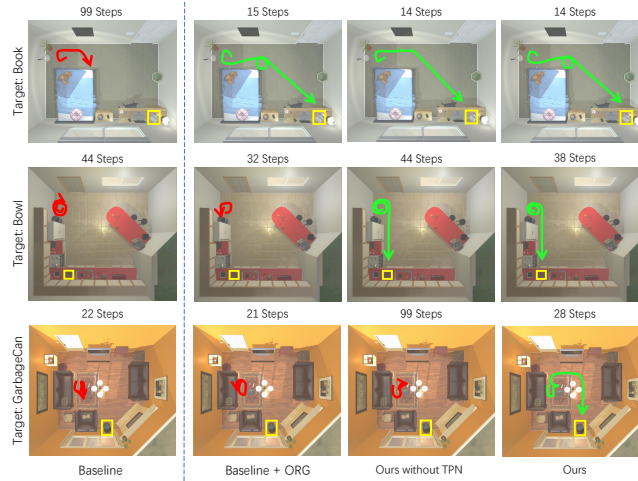 99 Steps
15 Steps
14 Steps
14 Steps
Target: Book
44 Steps
32 Steps
44 Steps
38 Steps
Target: Bowl
22 Steps
21 Steps
99 Steps
28 Steps
Target: GarbageCan
Baseline
Baseline + ORG
Ours without TPN
Ours